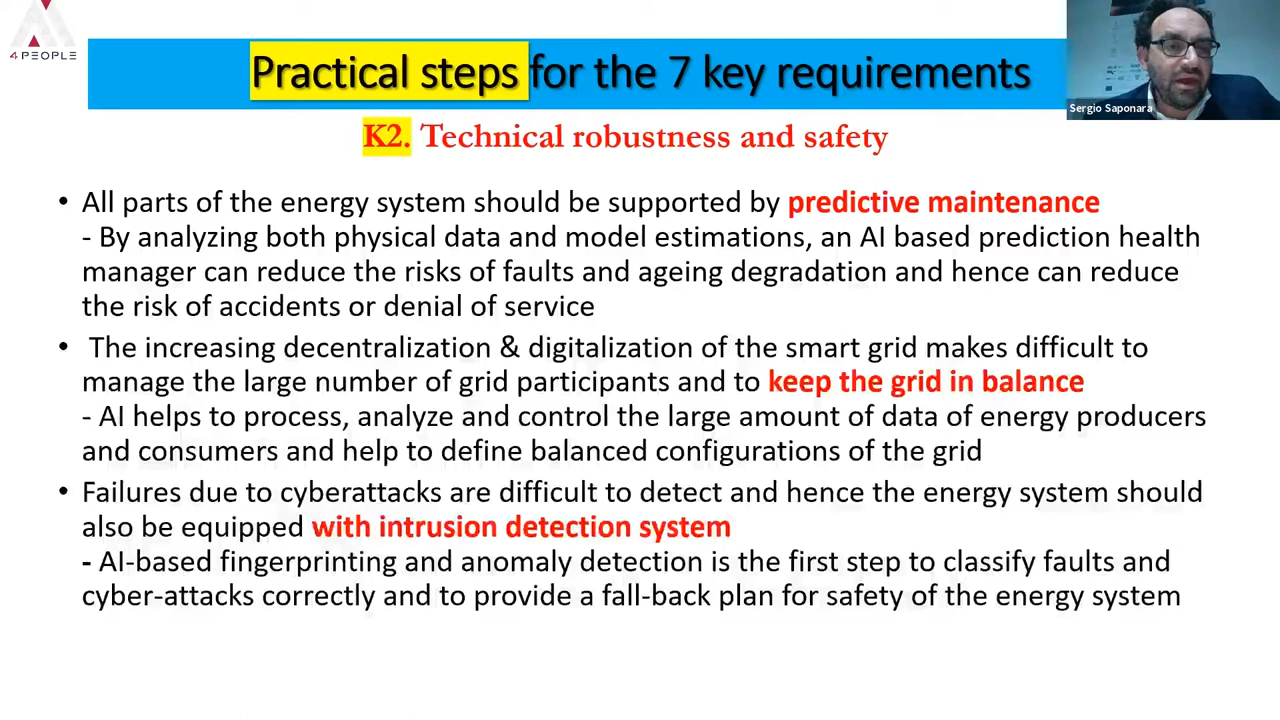 4PEOPLE
Practical steps for the 7 key requirements
Sergio Saponara
K2. Technical robustness and safety
• All parts of the energy system should be supported by predictive maintenance
- By analyzing both physical data and model estimations, an AI based prediction health
manager can reduce the risks of faults and ageing degradation and hence can reduce
the risk of accidents or denial of service
• The increasing decentralization & digitalization of the smart grid makes difficult to
manage the large number of grid participants and to keep the grid in balance
- AI helps to process, analyze and control the large amount of data of energy producers
and consumers and help to define balanced configurations of the grid
• Failures due to cyberattacks are difficult to detect and hence the energy system should
also be equipped with intrusion detection system
- AI-based fingerprinting and anomaly detection is the first step to classify faults and
cyber-attacks correctly and to provide a fall-back plan for safety of the energy system